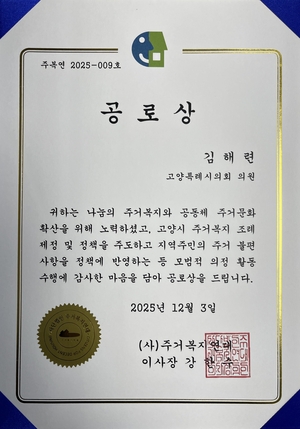 주복연 2025-009호
공로상
김해련
고양특례시의회 의원
귀하는 나눔의 주거복지와 공동체 주거문화
확산을 위해 노력하셨고, 고양시 주거복지 조례
제정 및 정책을 주도하고 지역주민의 주거 불편
사항을 정책에 반영하는 등 모범적 의정 활동
수행에 감사한 마음을 담아 공로상을 드립니다.
2025년 12월 3일
(사)주거복지연대
이사장 강한수